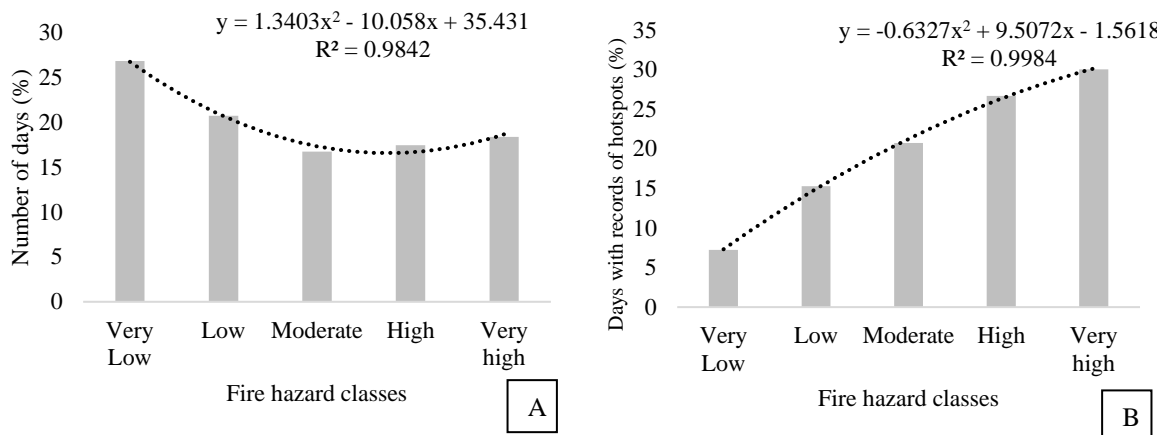 y = 1.3403x² - 10.058x + 35.431
R² = 0.9842
30
25
20
15
10
5
0
Number of days (%)
Very Low
Low
Moderate
High
Very high
Fire hazard classes
A
y = -0.6327x² + 9.5072x - 1.5618
R² = 0.9984
35
30
25
20
15
10
5
0
Days with records of hotspots (%)
Very Low
Low
Moderate
High
Very high
Fire hazard classes
B